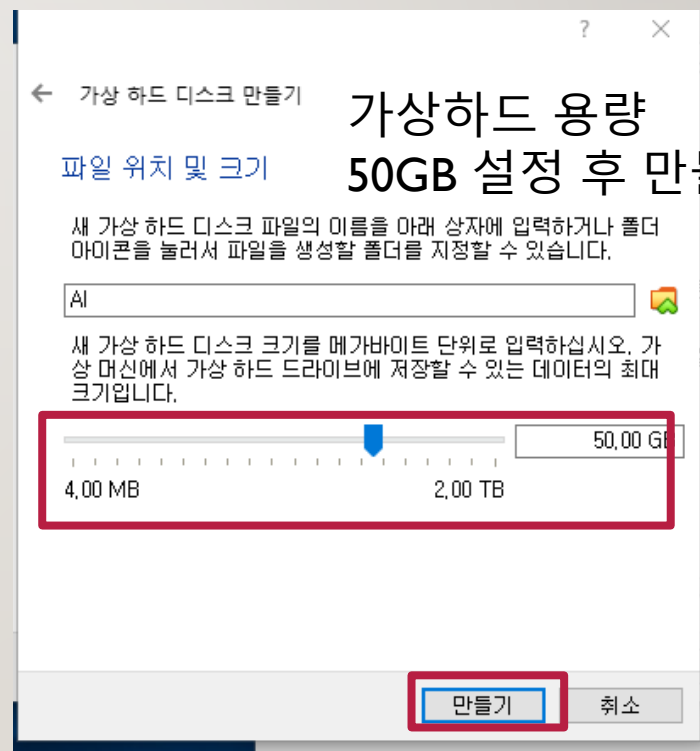 ?
가상 하드 디스크 만들기
가상하드 용량
50GB 설정 후
파일 위치 및 크기
새 가상 하드 디스크 파일의 이름을 아래 상자에 입력하거나 폴더
아이콘을 눌러서 파일을 생성할 폴더를 지정할 수 있습니다.
AI
새 가상 하드 디스크 크기를 메가바이트 단위로 입력하십시오. 가
상 머신에서 가상 하드 드라이브에 저장할 수 있는 데이터의 최대
크기입니다.
50,00 GB
4,00 MB
2,00 TB
만들기
취소